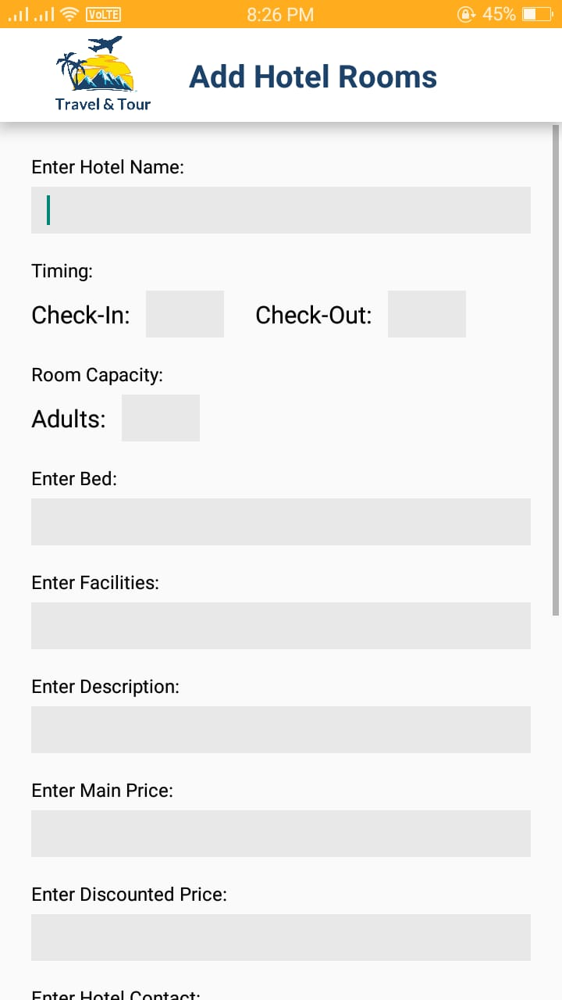 VoLTE 8:26 PM 45%
Travel & Tour
Add Hotel Rooms
Enter Hotel Name:
Timing:
Check-In: Check-Out:
Room Capacity:
Adults:
Enter Bed:
Enter Facilities:
Enter Description:
Enter Main Price:
Enter Discounted Price:
Enter Hotel Contact: